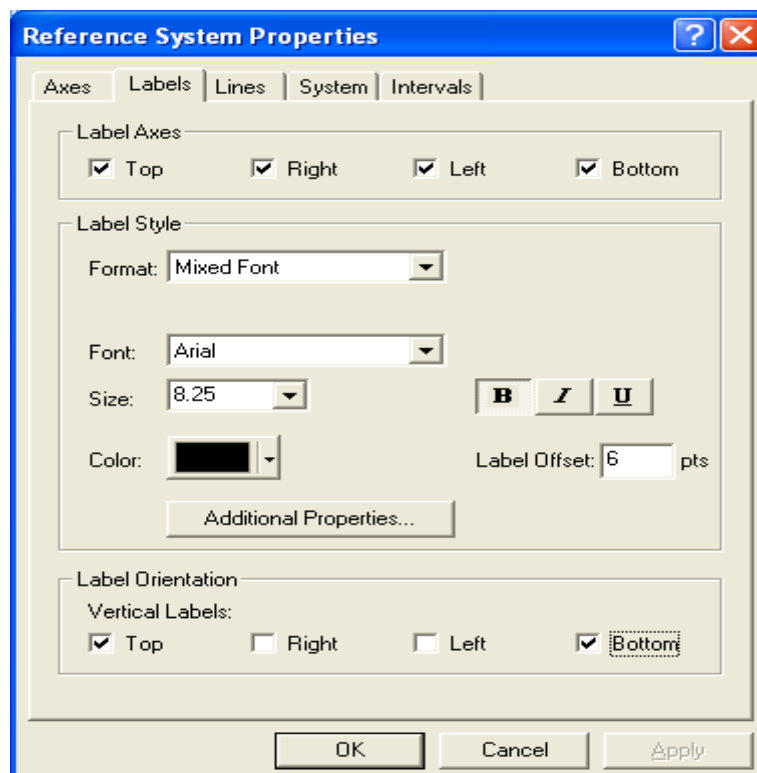 Reference System Properties
Axes Labels Lines System Intervals
Label Axes
Top Right Left Bottom
Label Style
Format: Mixed Font
Font: Arial
Size: 8.25 B I U
Color: Label Offset: 6 pts
Additional Properties...
Label Orientation
Vertical Labels:
Top Right Left Bottom
OK Cancel Apply